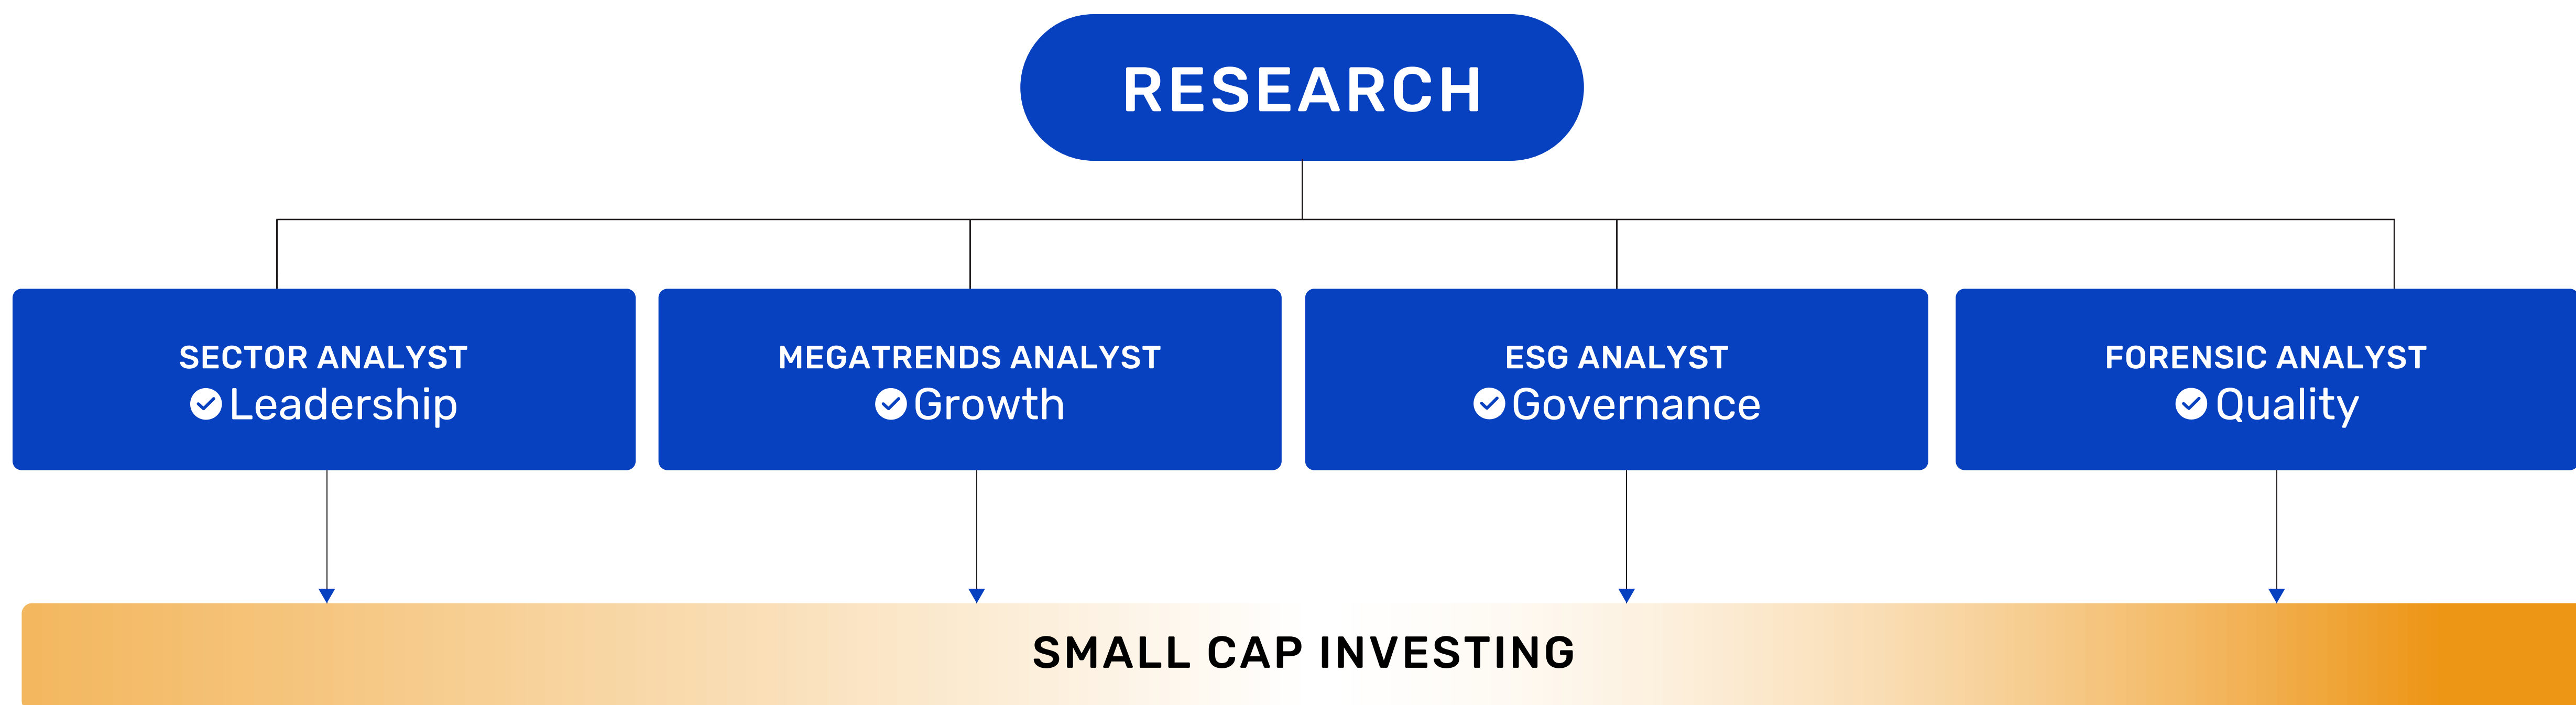 RESEARCH
SECTOR ANALYST
Leadership
MEGATRENDS ANALYST
Growth
ESG ANALYST
Governance
FORENSIC ANALYST
Quality
SMALL CAP INVESTING